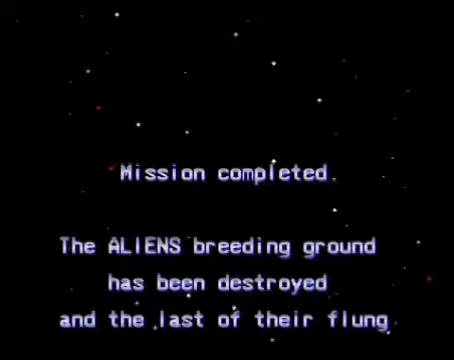 Mission completed.
The ALIENS breeding ground
has been destroyed
and the last of their flung